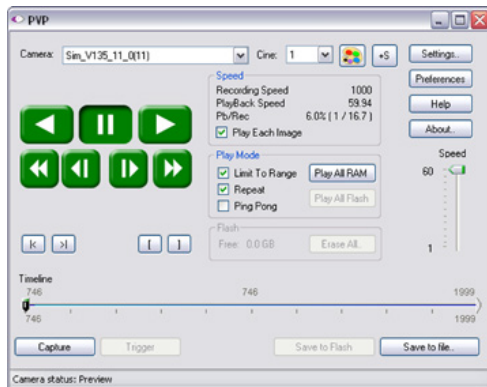 PVP
Camera: Sim_V135_11_0(11) Cine: 1 +S Settings..
Speed
Recording Speed 1000
PlayBack Speed 59.94
Pb/Rec 6.0% ( 1 / 16.7 )
Play Each Image
Preferences
Help
About..
Play Mode
Limit To Range Play All RAM
Repeat
Ping Pong Play All Flash
Speed
60
1
Flash
Free: 0.0 GB Erase All..
|< >| [ ]
Timeline
746 746 1999
746 1999
Capture Trigger Save to Flash Save to file..
Camera status: Preview